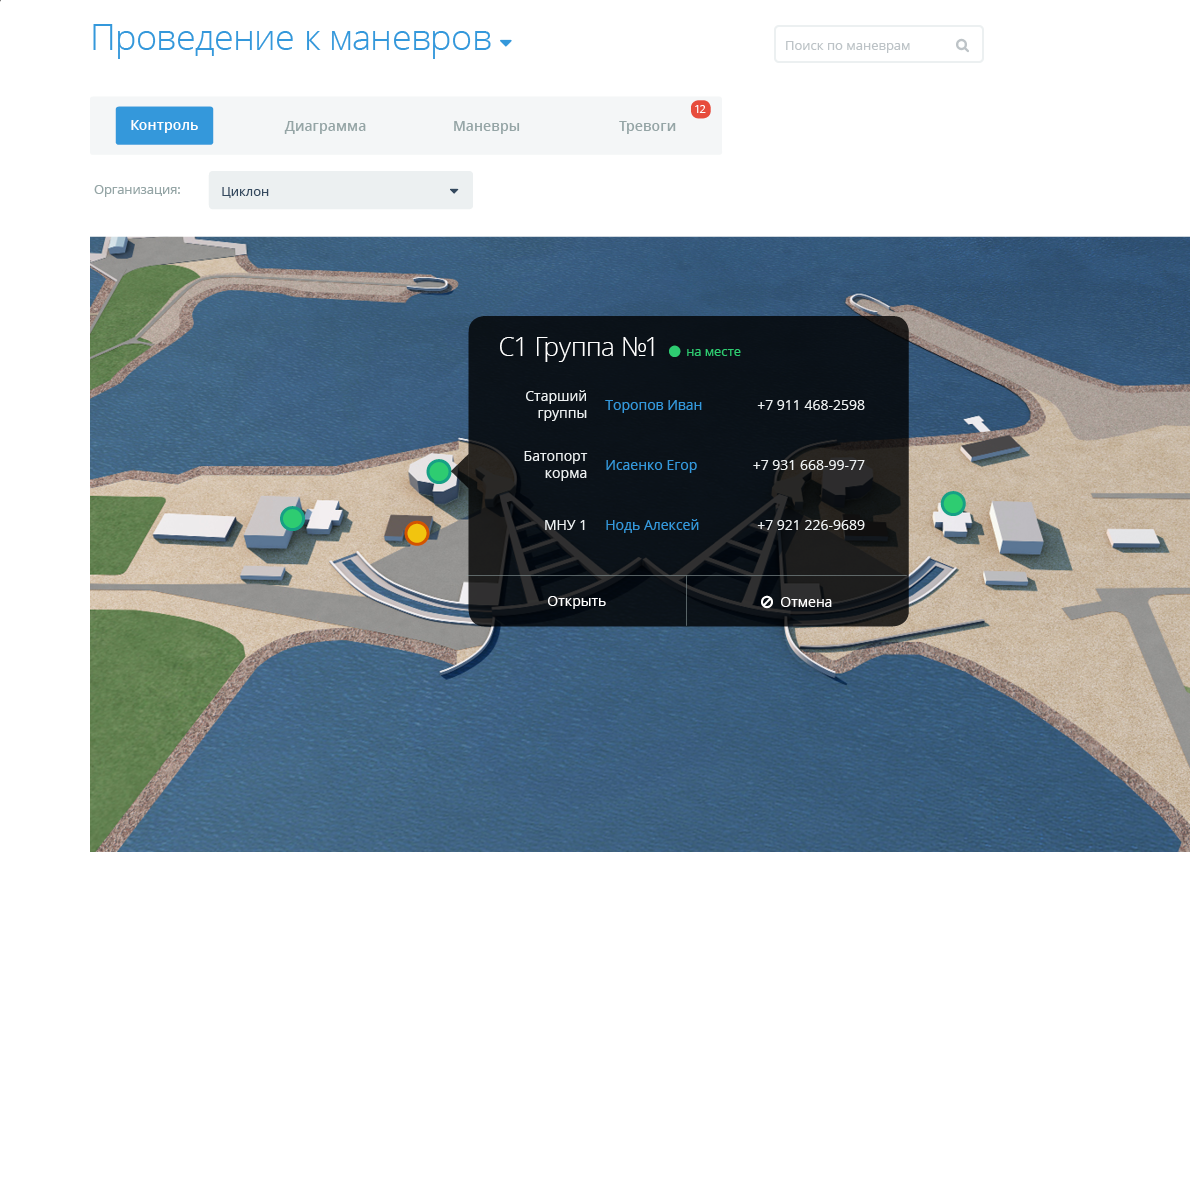 Проведение к маневров
Поиск по маневрам
Контроль
Диаграмма
Маневры
Тревоги
12
Организация:
Циклон
С1 Группа №1
на месте
Старший
группы
Торопов Иван
+7 911 468-2598
Батопорт
корма
Исаенко Егор
+7 931 668-99-77
МНУ 1
Нодь Алексей
+7 921 226-9689
Открыть
Отмена